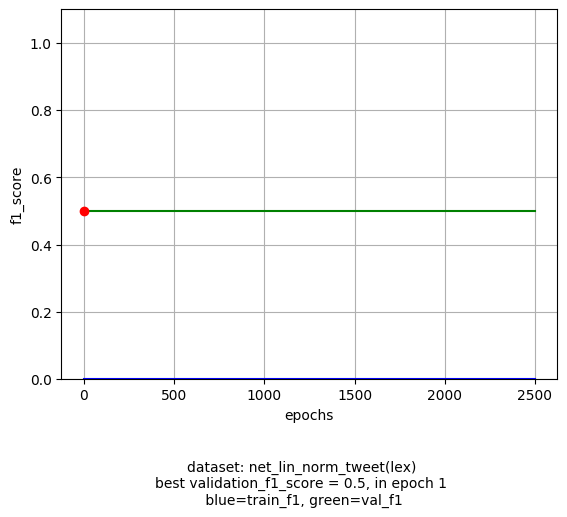 1.0
0.8
0.6
0.4
0.2
0.0
f1_score
0 500 1000 1500 2000 2500
epochs
dataset: net_lin_norm_tweet(lex)
best validation_f1_score = 0.5, in epoch 1
blue=train_f1, green=val_f1